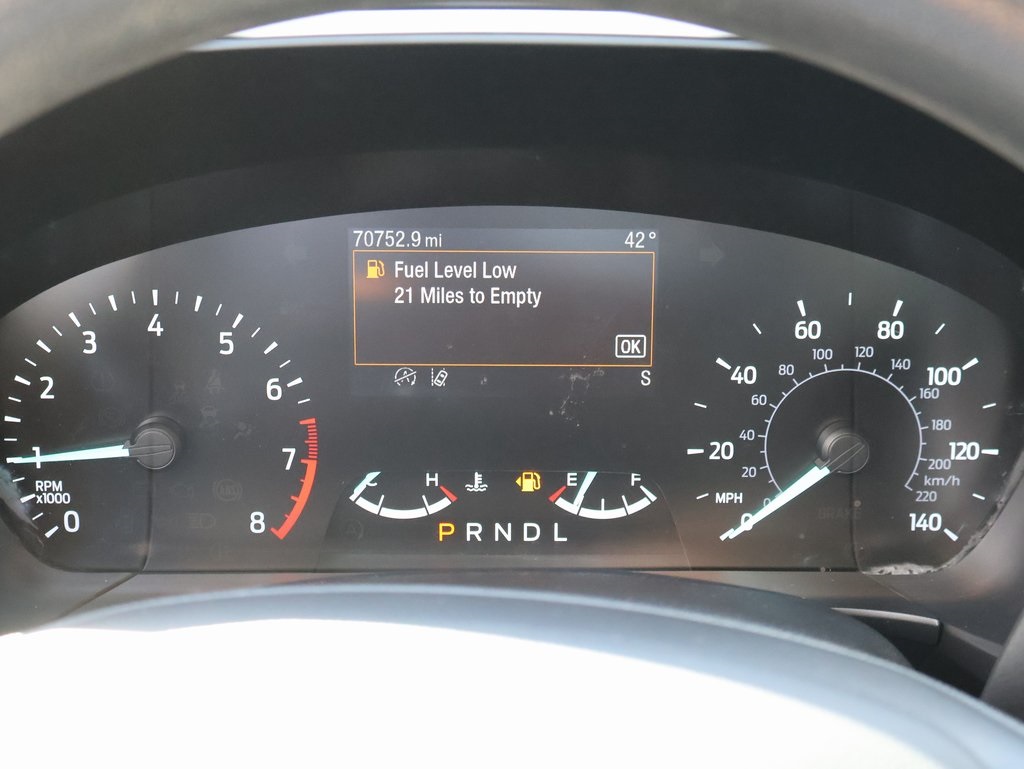 70752.9 mi 42°
Fuel Level Low
21 Miles to Empty
OK
S
4
3 5
2 6
1 7
RPM
x1000
0 8
C H E F
P R N D L
60 80
40 100
20 120
MPH
0 140
100 120
80 140
60 160
40 180
20 200
km/h
0 220
BRAKE